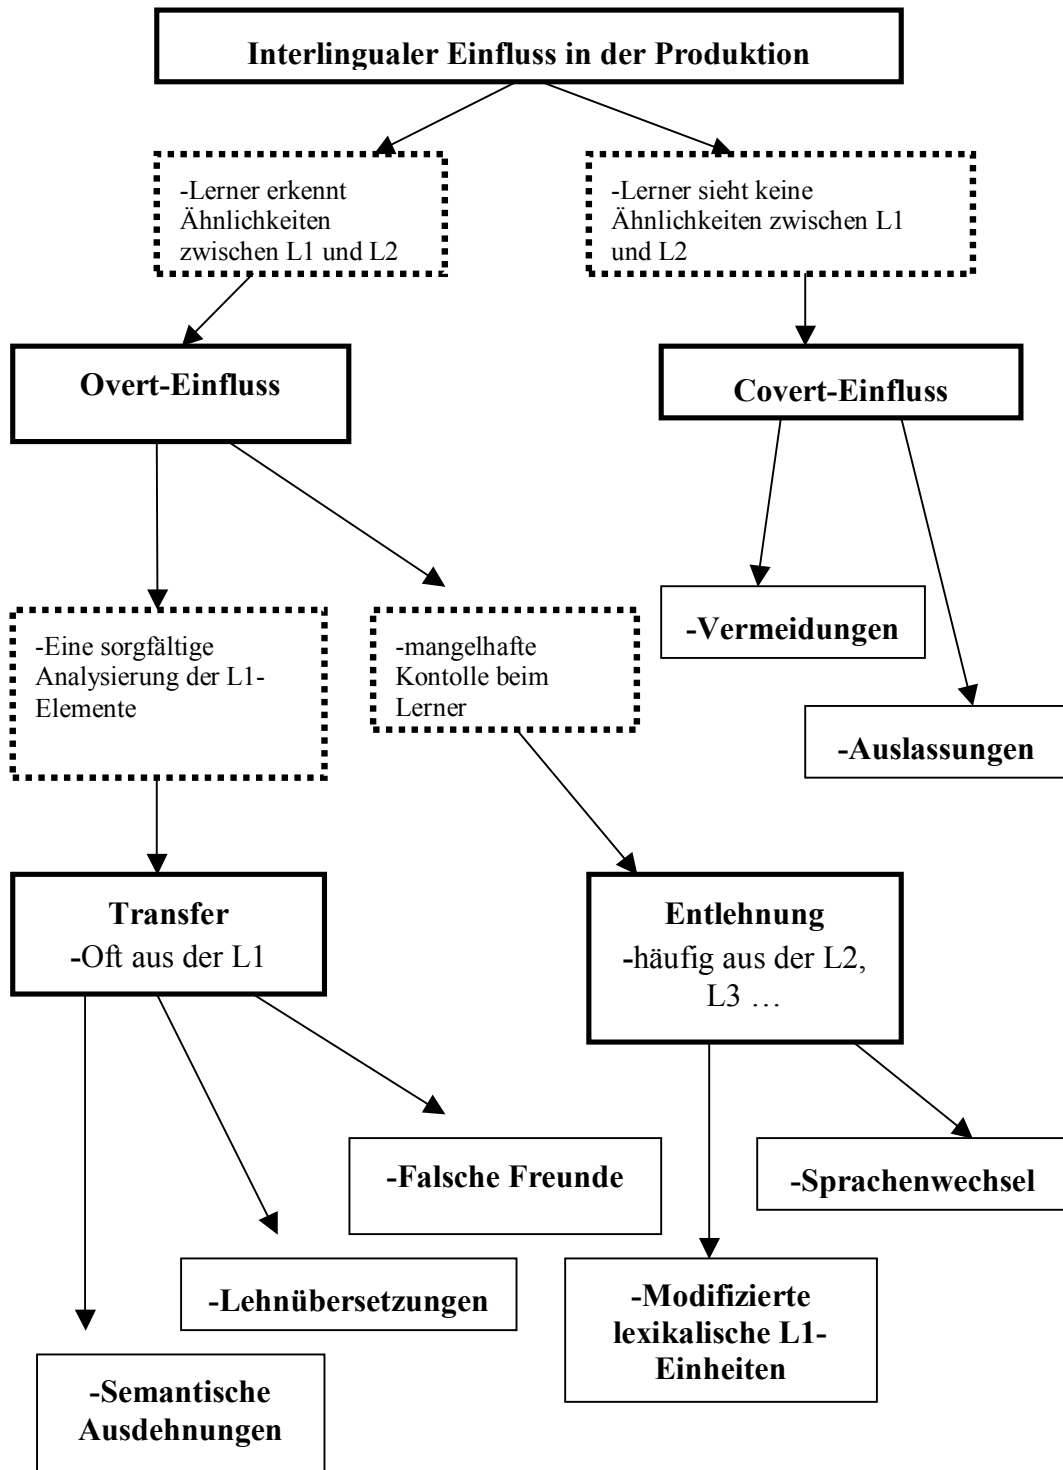 Interlingualer Einfluss in der Produktion
-Lerner erkennt
Ähnlichkeiten
zwischen L1 und L2
-Lerner sieht keine
Ähnlichkeiten zwischen L1
und L2
Overt-Einfluss
Covert-Einfluss
-Vermeidungen
-Eine sorgfältige
Analysierung der L1-
Elemente
-mangelhafte
Kontolle beim
Lerner
-Auslassungen
Transfer
-Oft aus der L1
Entlehnung
-häufig aus der L2,
L3 …
-Falsche Freunde
-Sprachenwechsel
-Lehnübersetzungen
-Modifizierte
lexikalische L1-
Einheiten
-Semantische
Ausdehnungen